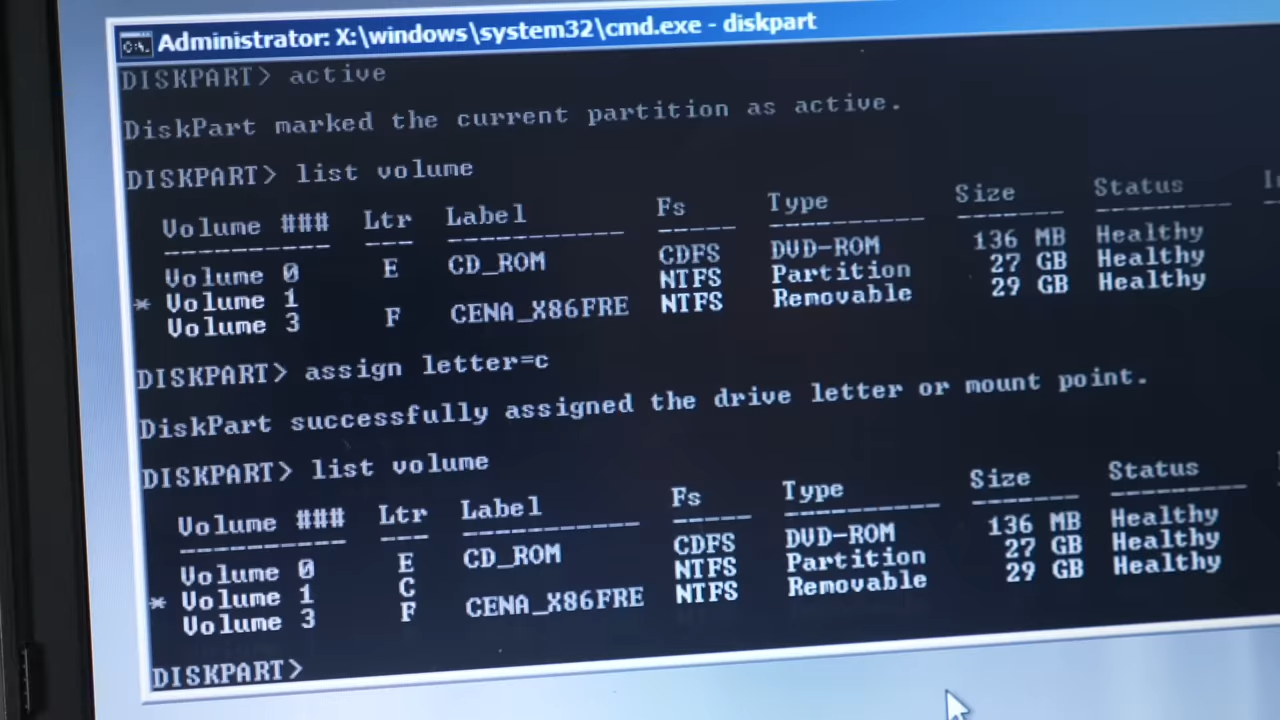 Administrator: X:\windows\system32\cmd.exe - diskpart
DISKPART> active
DiskPart marked the current partition as active.
DISKPART> list volume
Volume ### Ltr Label Fs Type Size Status
---------- --- ----------- ----- ---------- ------- ---------
Volume 0 E CD_ROM CDFS DVD-ROM 136 MB Healthy
* Volume 1 NTFS Partition 27 GB Healthy
Volume 3 F CENA_X86FRE NTFS Removable 29 GB Healthy
DISKPART> assign letter=c
DiskPart successfully assigned the drive letter or mount point.
DISKPART> list volume
Volume ### Ltr Label Fs Type Size Status
---------- --- ----------- ----- ---------- ------- ---------
Volume 0 E CD_ROM CDFS DVD-ROM 136 MB Healthy
* Volume 1 C NTFS Partition 27 GB Healthy
Volume 3 F CENA_X86FRE NTFS Removable 29 GB Healthy
DISKPART>